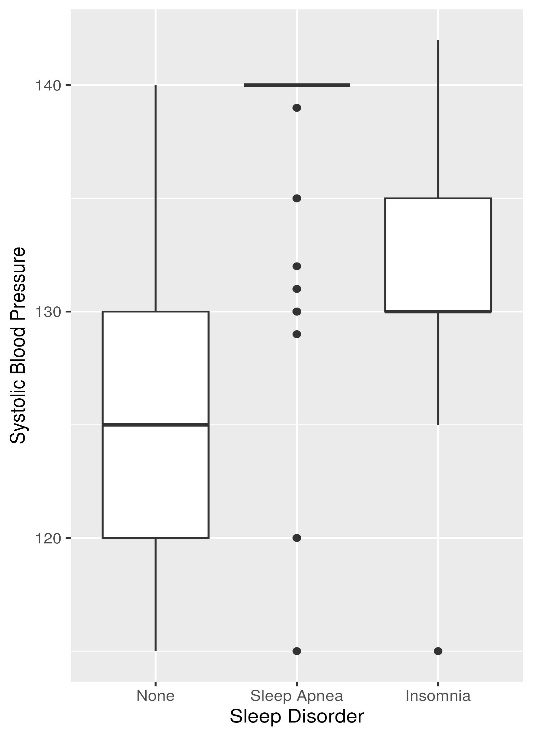 Systolic Blood Pressure
140
130
120
None Sleep Apnea Insomnia
Sleep Disorder